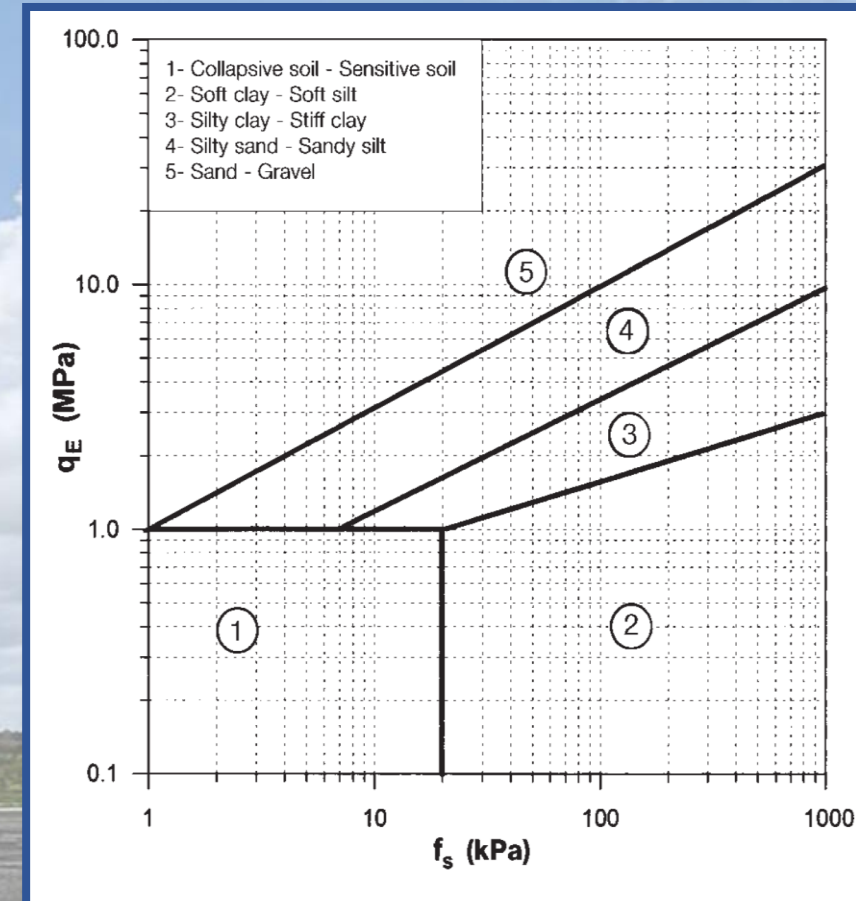 100.0
1- Collapsive soil - Sensitive soil
2- Soft clay - Soft silt
3- Silty clay - Stiff clay
4- Silty sand - Sandy silt
5- Sand - Gravel
5
10.0
4
qE (MPa)
3
1.0
1
2
0.1
1 10 100 1000
fs (kPa)